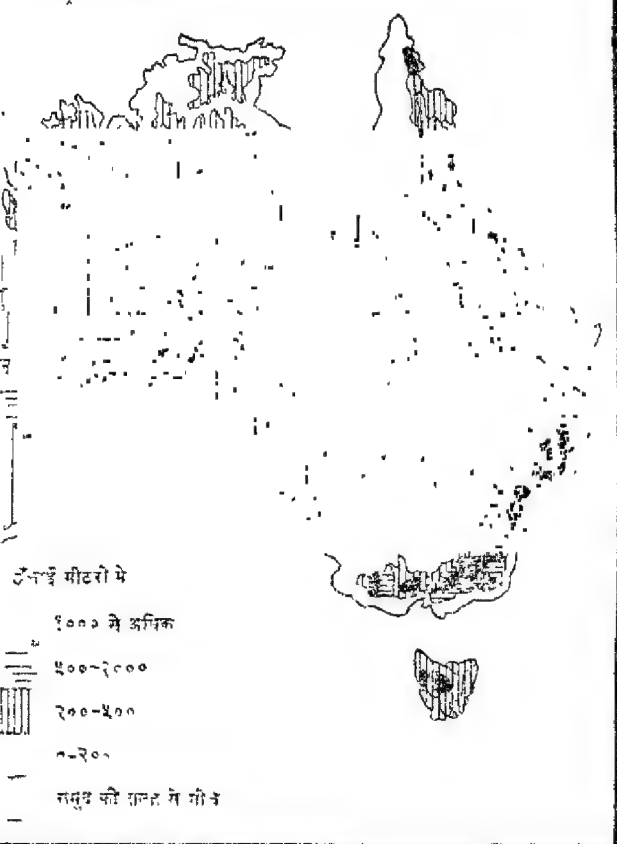 ऊँचाई मीटरों मे
१००० से अधिक
५००-१०००
२००-५००
०-२००
समुद्र की सतह से नीचे